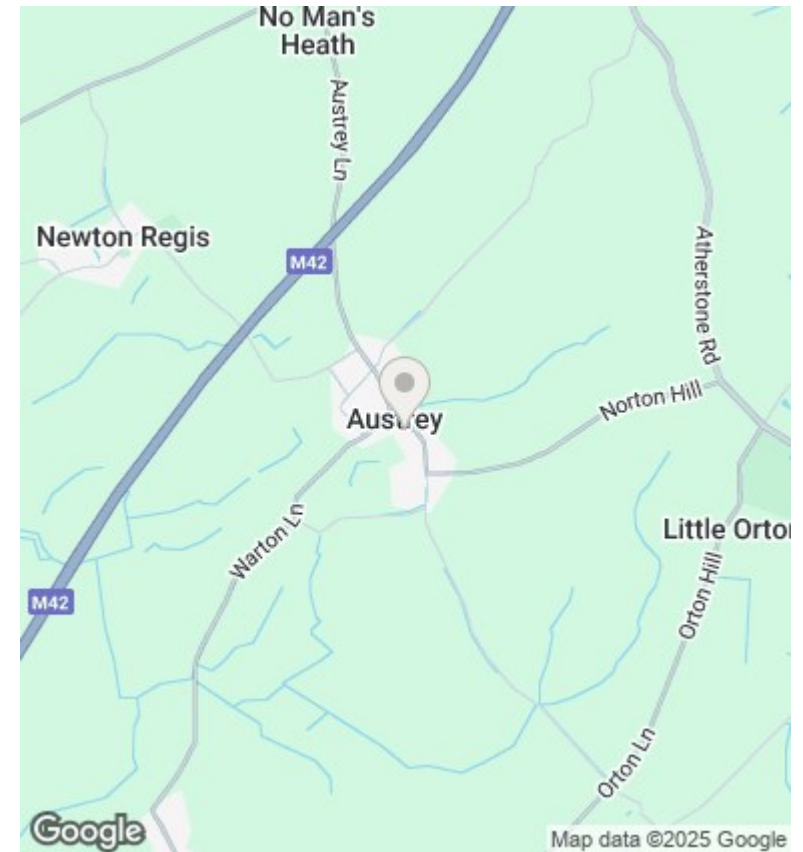 No Man's
Heath
Austrey Ln
Newton Regis
M42
Atherstone Rd
Norton Hill
Austrey
Little Orton
Warton Ln
M42
Orton Hill
Orton Ln
Google
Map data ©2025 Google